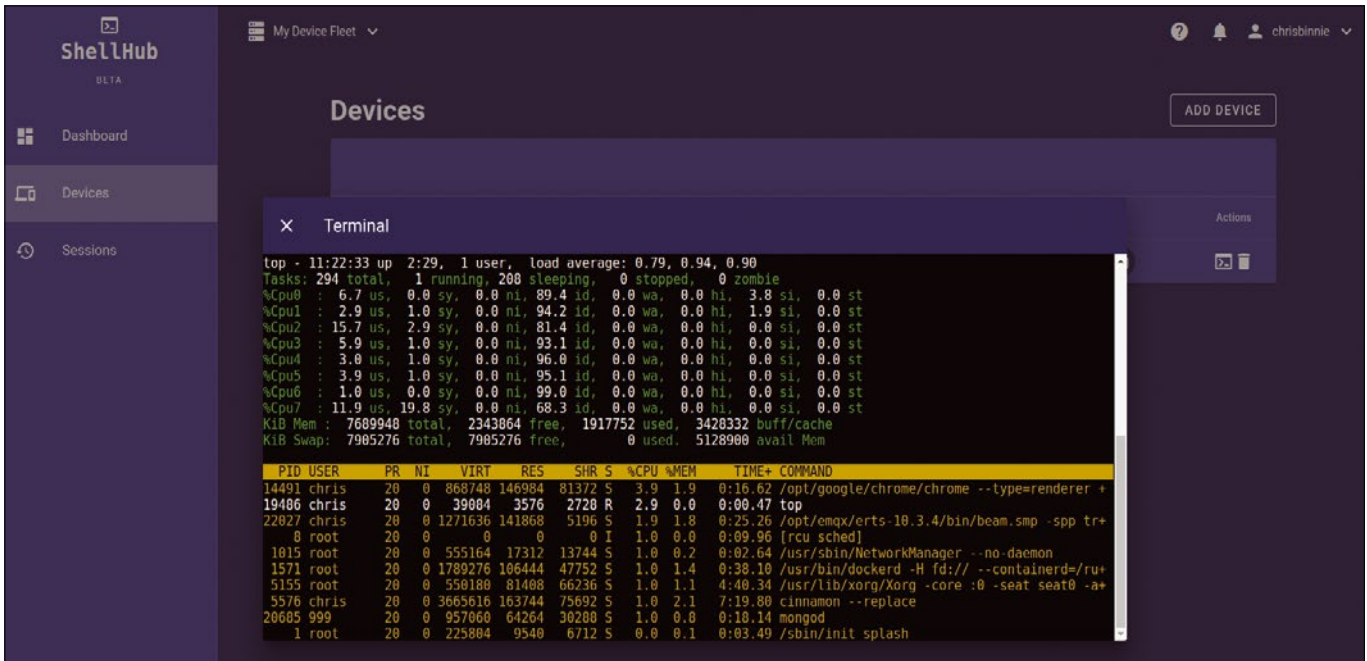 ShellHub
BETA
My Device Fleet
chrisbinnie
Devices
ADD DEVICE
Dashboard
Devices
Sessions
Actions
Terminal
top - 11:22:33 up  2:29,  1 user,  load average: 0.79, 0.94, 0.90
Tasks: 294 total,   1 running, 208 sleeping,   0 stopped,   0 zombie
%Cpu0  :  6.7 us,  0.0 sy,  0.0 ni, 89.4 id,  0.0 wa,  0.0 hi,  3.8 si,  0.0 st
%Cpu1  :  2.9 us,  1.0 sy,  0.0 ni, 94.2 id,  0.0 wa,  0.0 hi,  1.9 si,  0.0 st
%Cpu2  : 15.7 us,  2.9 sy,  0.0 ni, 81.4 id,  0.0 wa,  0.0 hi,  0.0 si,  0.0 st
%Cpu3  :  5.9 us,  1.0 sy,  0.0 ni, 93.1 id,  0.0 wa,  0.0 hi,  0.0 si,  0.0 st
%Cpu4  :  3.0 us,  1.0 sy,  0.0 ni, 96.0 id,  0.0 wa,  0.0 hi,  0.0 si,  0.0 st
%Cpu5  :  3.9 us,  1.0 sy,  0.0 ni, 95.1 id,  0.0 wa,  0.0 hi,  0.0 si,  0.0 st
%Cpu6  :  1.0 us,  0.0 sy,  0.0 ni, 99.0 id,  0.0 wa,  0.0 hi,  0.0 si,  0.0 st
%Cpu7  : 11.9 us, 19.8 sy,  0.0 ni, 68.3 id,  0.0 wa,  0.0 hi,  0.0 si,  0.0 st
KiB Mem :  7689948 total,  2343864 free,  1917752 used,  3428332 buff/cache
KiB Swap:  7905276 total,  7905276 free,        0 used.  5128900 avail Mem
PID USER      PR  NI    VIRT    RES    SHR S  %CPU %MEM     TIME+ COMMAND
14491 chris     20   0  868748 146984  81372 S   3.9  1.9   0:16.62 /opt/google/chrome/chrome --type=renderer +
19486 chris     20   0   39084   3576   2728 R   2.9  0.0   0:00.47 top
22027 chris     20   0 1271636 141868   5196 S   1.9  1.8   0:25.26 /opt/emqx/erts-10.3.4/bin/beam.smp -spp tr+
8 root      20   0       0      0      0 I   1.0  0.0   0:09.96 [rcu sched]
1015 root      20   0  555164  17312  13744 S   1.0  0.2   0:02.64 /usr/sbin/NetworkManager --no-daemon
1571 root      20   0 1789276 106444  47752 S   1.0  1.4   0:38.10 /usr/bin/dockerd -H fd:// --containerd=/ru+
5155 root      20   0  550180  81408  66236 S   1.0  1.1   4:40.34 /usr/lib/xorg/Xorg -core :0 -seat seat0 -a+
5576 chris     20   0 3665616 163744  75692 S   1.0  2.1   7:19.80 cinnamon --replace
20685 999       20   0  957060  64264  30288 S   1.0  0.8   0:18.14 mongod
1 root      20   0  225804   9540   6712 S   0.0  0.1   0:03.49 /sbin/init splash